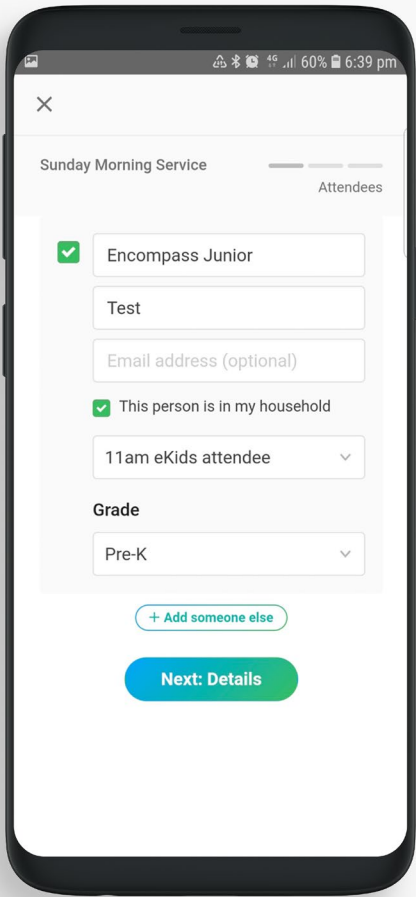 4G 60% 6:39 pm
Sunday Morning Service
Attendees
Encompass Junior
Test
Email address (optional)
This person is in my household
11am eKids attendee
Grade
Pre-K
+ Add someone else
Next: Details